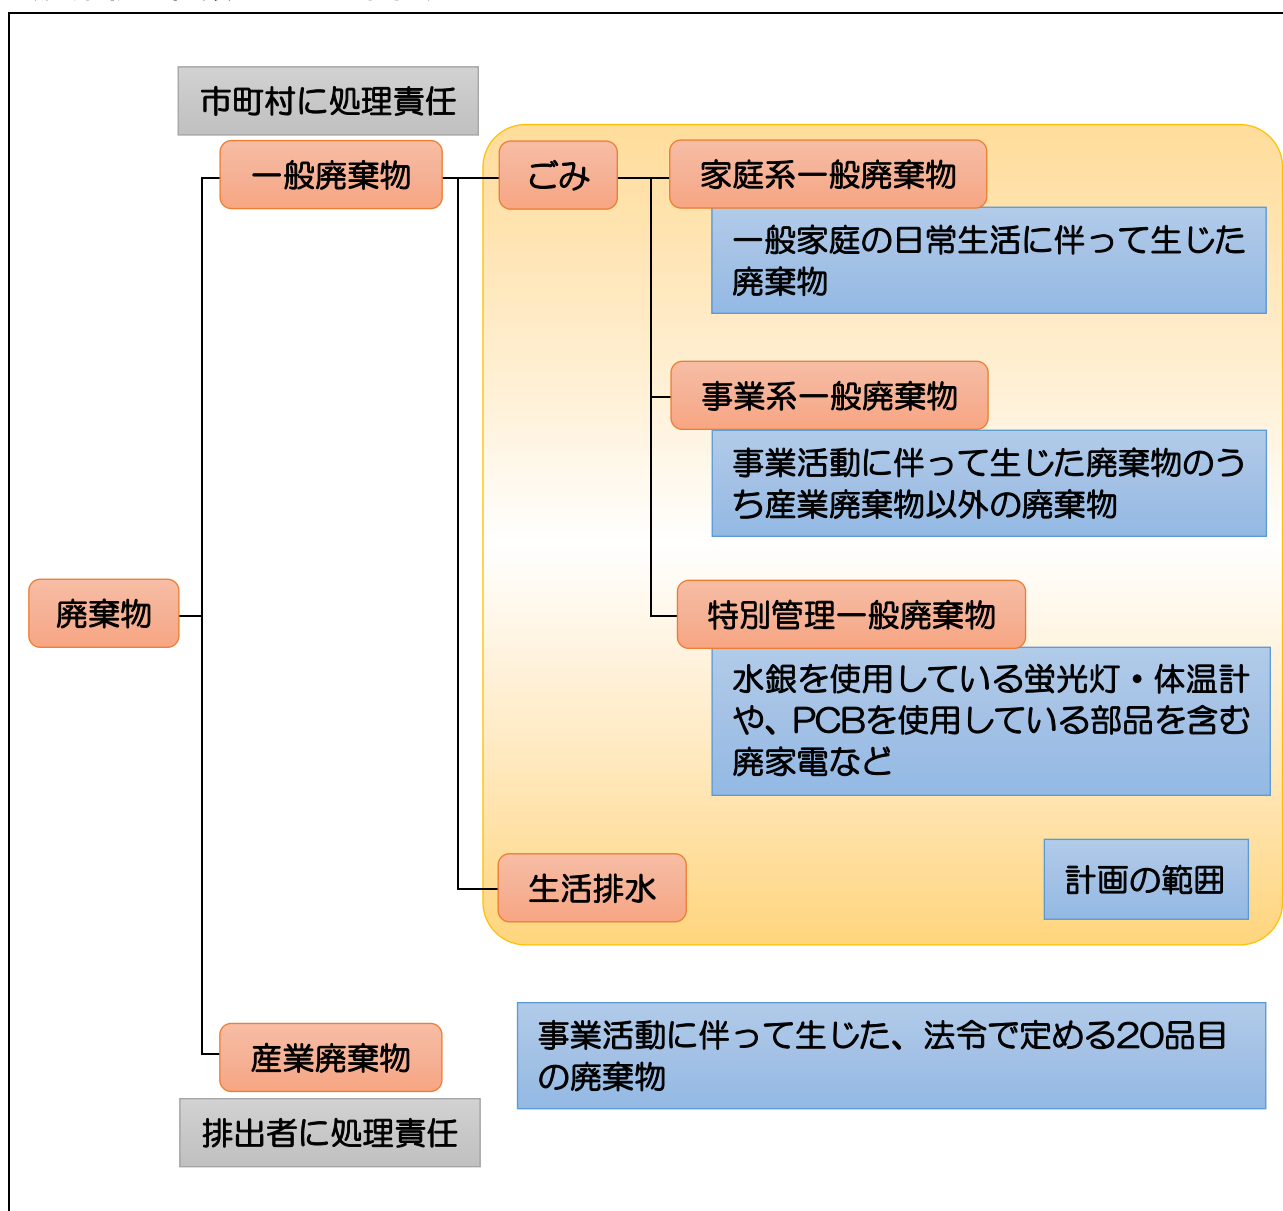 市町村に処理責任
一般廃棄物
ごみ
家庭系一般廃棄物
一般家庭の日常生活に伴って生じた
廃棄物
事業系一般廃棄物
事業活動に伴って生じた廃棄物のう
ち産業廃棄物以外の廃棄物
廃棄物
特別管理一般廃棄物
水銀を使用している蛍光灯・体温計
や、PCBを使用している部品を含む
廃家電など
生活排水
計画の範囲
産業廃棄物
事業活動に伴って生じた、法令で定める20品目
の廃棄物
排出者に処理責任